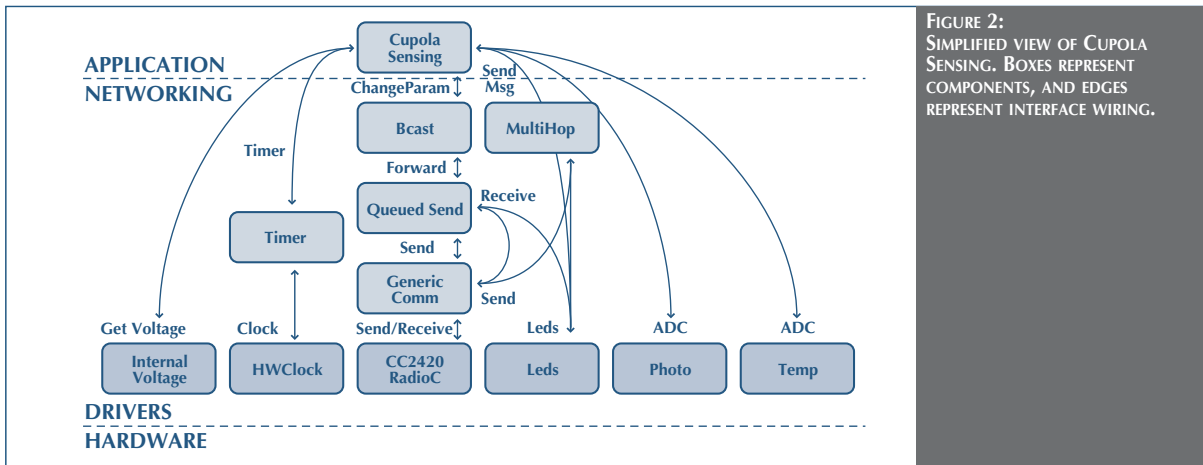 Cupola
Sensing
APPLICATION
NETWORKING
ChangeParam
Send
Msg
Bcast
MultiHop
Timer
Forward
Receive
Queued Send
Timer
Send
Generic
Comm
Send
Get Voltage
Clock
Send/Receive
Leds
ADC
ADC
Internal
Voltage
HWClock
CC2420
RadioC
Leds
Photo
Temp
DRIVERS
HARDWARE
FIGURE 2:
SIMPLIFIED VIEW OF CUPOLA
SENSING. BOXES REPRESENT
COMPONENTS, AND EDGES
REPRESENT INTERFACE WIRING.